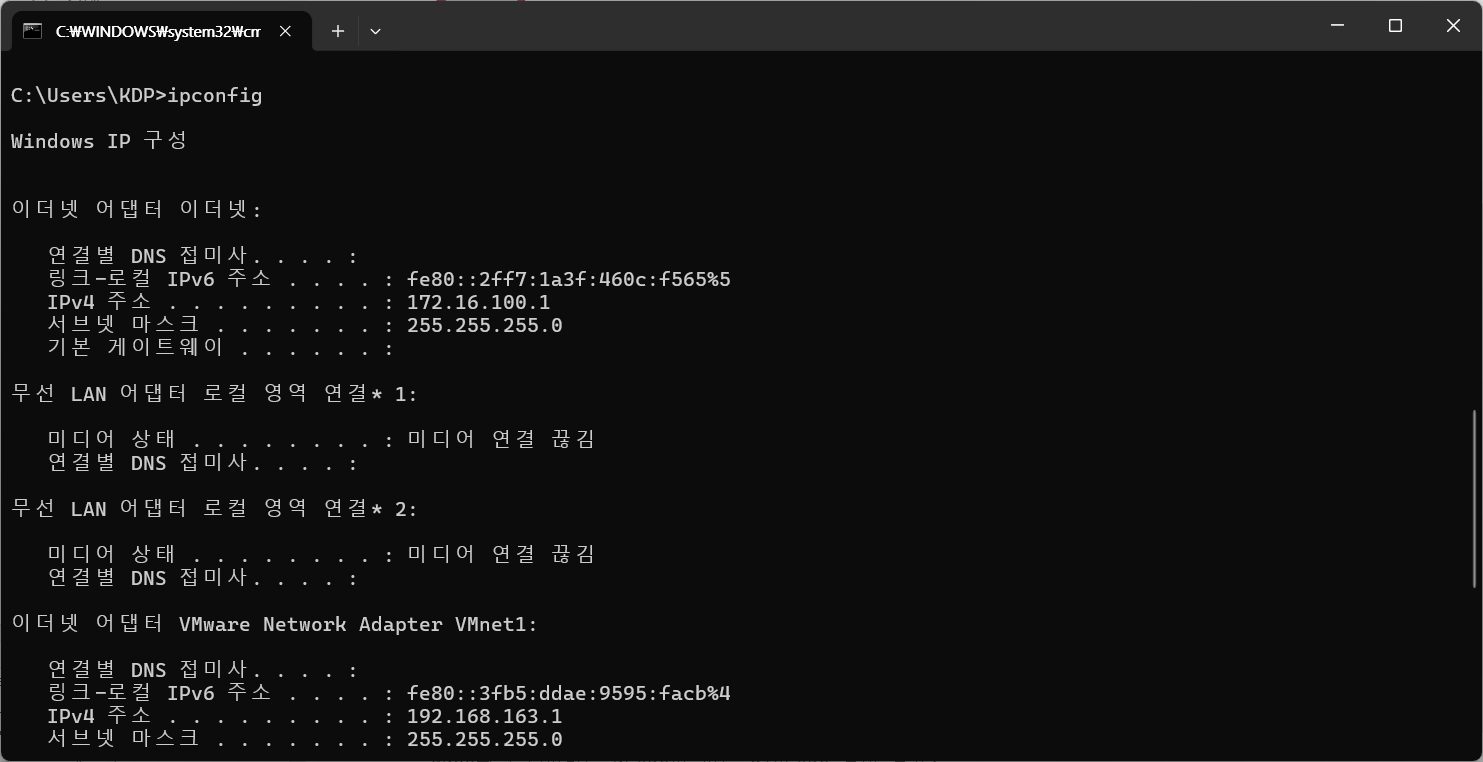 C:₩WINDOWS₩system32₩cm
C:\Users\KDP>ipconfig
Windows IP 구성
이더넷 어댑터 이더넷:
연결별 DNS 접미사. . . . :
링크-로컬 IPv6 주소 . . . . : fe80::2ff7:1a3f:460c:f565%5
IPv4 주소 . . . . . . . . . : 172.16.100.1
서브넷 마스크 . . . . . . . : 255.255.255.0
기본 게이트웨이 . . . . . . :
무선 LAN 어댑터 로컬 영역 연결* 1:
미디어 상태 . . . . . . . . : 미디어 연결 끊김
연결별 DNS 접미사. . . . :
무선 LAN 어댑터 로컬 영역 연결* 2:
미디어 상태 . . . . . . . . : 미디어 연결 끊김
연결별 DNS 접미사. . . . :
이더넷 어댑터 VMware Network Adapter VMnet1:
연결별 DNS 접미사. . . . :
링크-로컬 IPv6 주소 . . . . : fe80::3fb5:ddae:9595:facb%4
IPv4 주소 . . . . . . . . . : 192.168.163.1
서브넷 마스크 . . . . . . . : 255.255.255.0